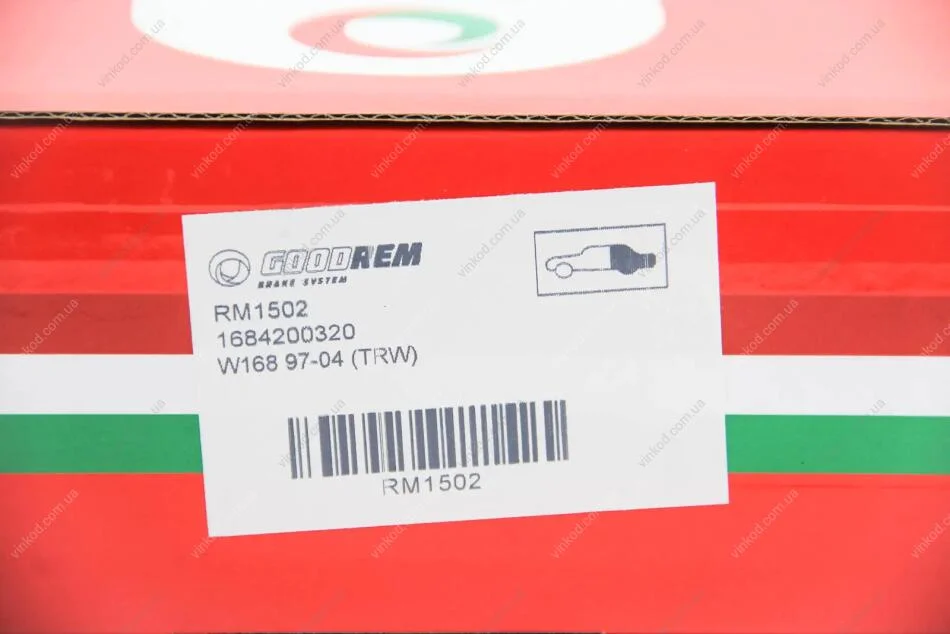 GOODREM
BRAKE SYSTEM
RM1502
1684200320
W168 97-04 (TRW)
RM1502
vinkod.com.ua